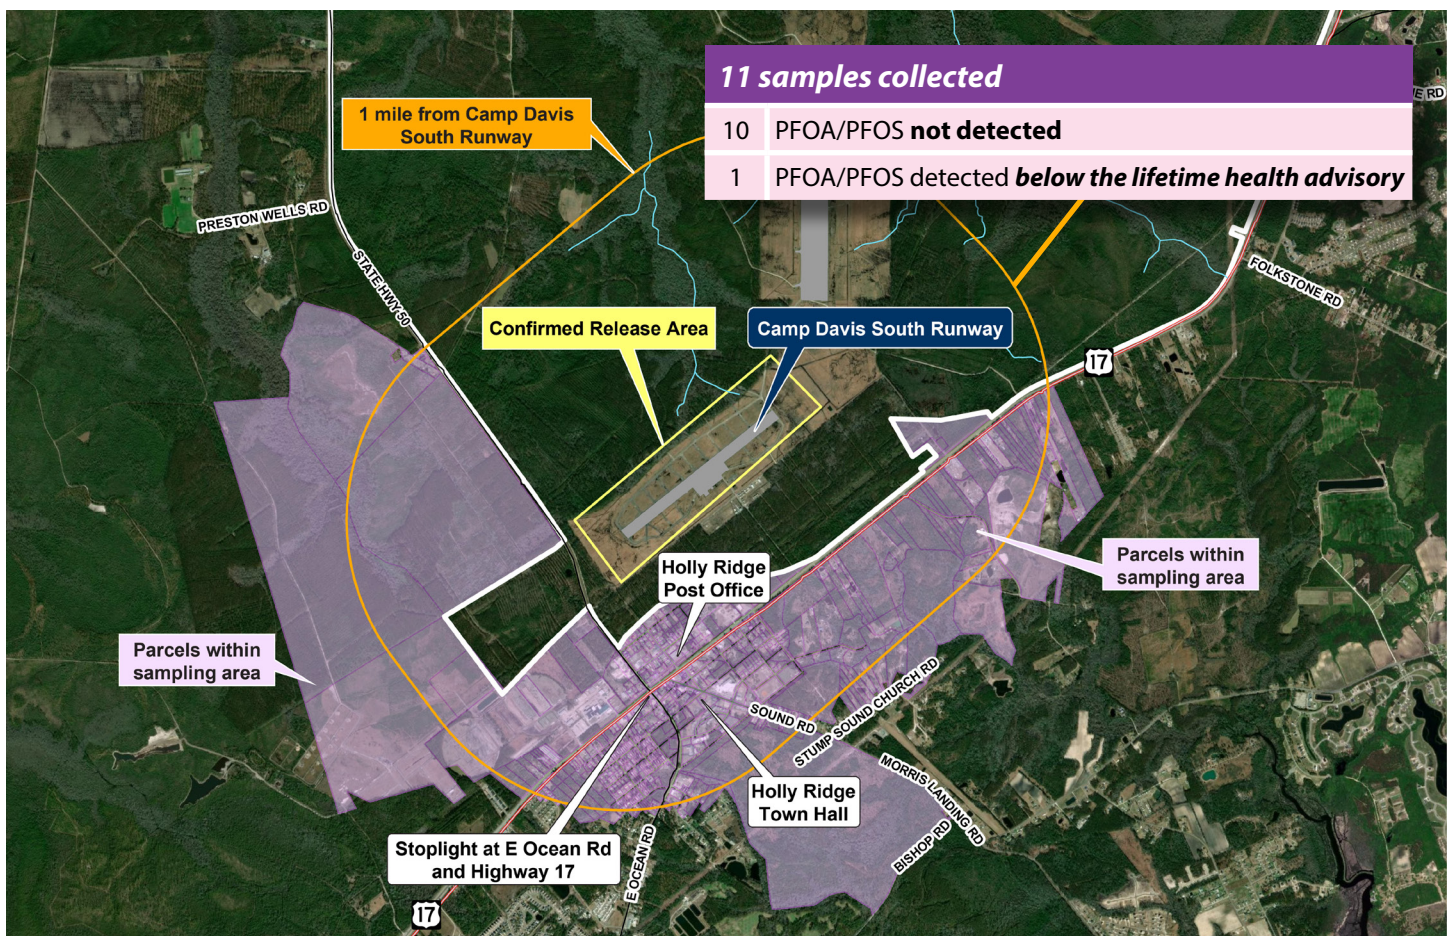 11 samples collected
10 PFOA/PFOS not detected
1 PFOA/PFOS detected below the lifetime health advisory
1 mile from Camp Davis
South Runway
E RD
PRESTON WELLS RD
STATE HWY 50
FOLKSTONE RD
Confirmed Release Area
Camp Davis South Runway
17
Holly Ridge
Post Office
Parcels within
sampling area
Parcels within
sampling area
SOUND RD
STUMP SOUND CHURCH RD
MORRIS LANDING RD
BISHOP RD
Holly Ridge
Town Hall
Stoplight at E Ocean Rd
and Highway 17
E OCEAN RD
17